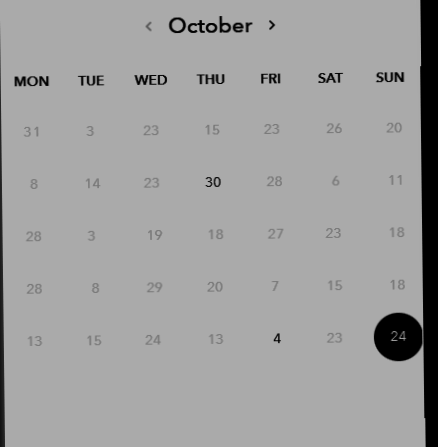 ‹ October ›
MON TUE WED THU FRI SAT SUN
31 3 23 15 23 26 20
8 14 23 30 28 6 11
28 3 19 18 27 23 18
28 8 29 20 7 15 18
13 15 24 13 4 23 24